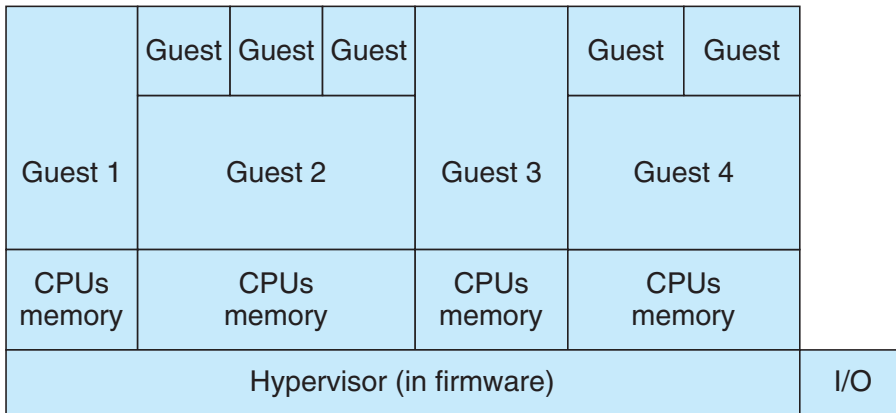 Guest Guest Guest Guest Guest
Guest 1 Guest 2 Guest 3 Guest 4
CPUs CPUs CPUs CPUs
memory memory memory memory
Hypervisor (in firmware) I/O